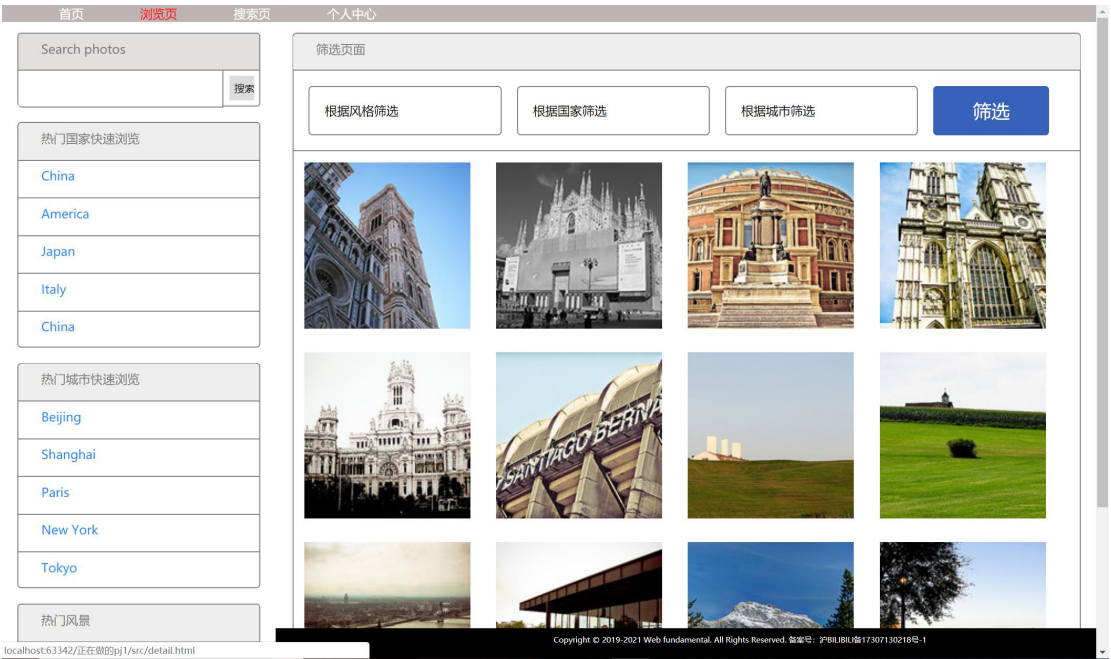 首页 浏览页 搜索页 个人中心
Search photos
搜索
热门国家快速浏览
China
America
Japan
Italy
China
热门城市快速浏览
Beijing
Shanghai
Paris
New York
Tokyo
热门风景
筛选页面
根据风格筛选 根据国家筛选 根据城市筛选 筛选
SANTIAGO BERNA
Copyright © 2019-2021 Web fundamental. All Rights Reserved. 备案号：沪BILIBILI备17307130218号-1
localhost:63342/正在做的pj1/src/detail.html